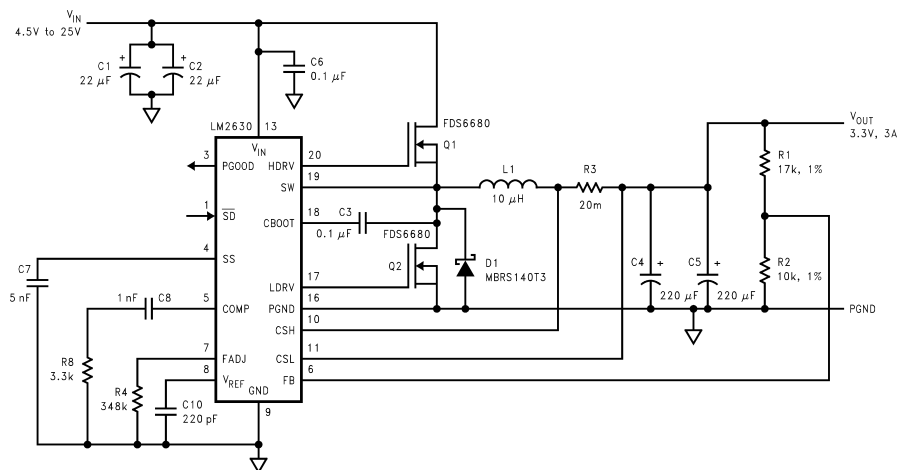 V_IN
4.5V to 25V
C1
22 μF
+
C2
22 μF
+
C6
0.1 μF
LM2630
13
V_IN
FDS6680
Q1
V_OUT
3.3V, 3A
3
PGOOD
HDRV
20
R1
17k, 1%
SW
19
L1
10 μH
R3
20m
1
SD
CBOOT
18
C3
0.1 μF
FDS6680
4
SS
Q2
D1
MBRS140T3
C4
+
220 μF
C5
+
220 μF
R2
10k, 1%
C7
5 nF
LDRV
17
1 nF
C8
5
COMP
PGND
16
PGND
CSH
10
R8
3.3k
7
FADJ
CSL
11
R4
348k
8
V_REF
FB
6
C10
220 pF
GND
9